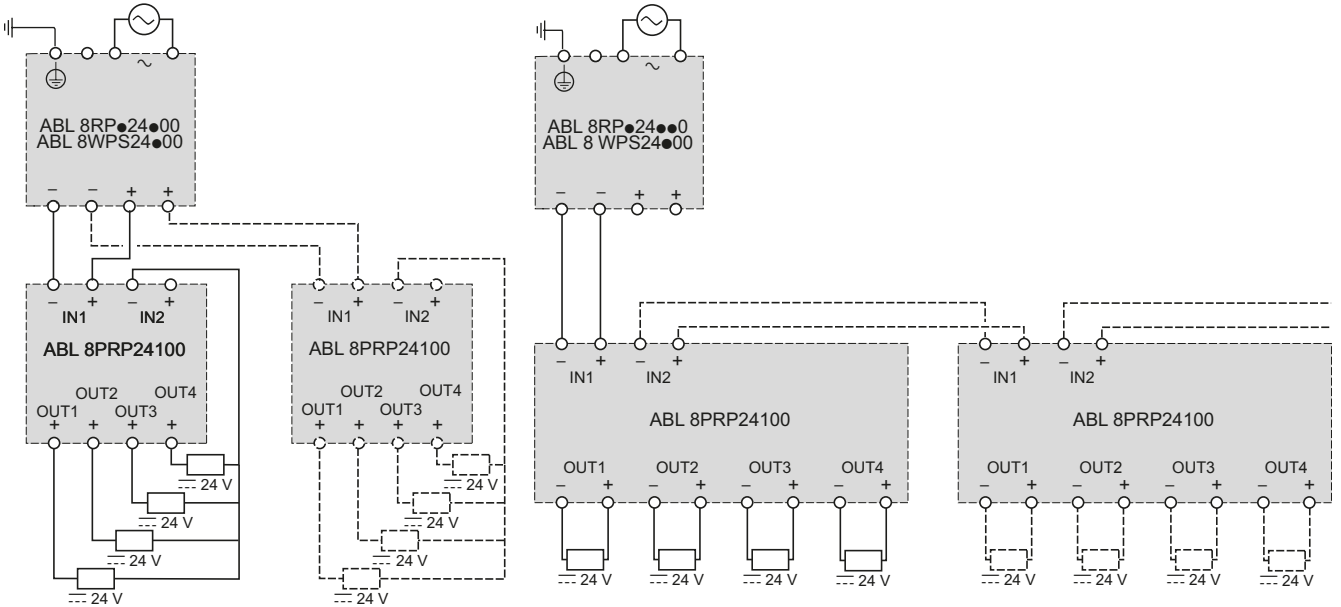 ABL 8RP●24●00
ABL 8WPS24●00
− − + +
− + −
+
IN1 IN2
ABL 8PRP24100
OUT1 OUT2 OUT3 OUT4
+ + + +
24 V
24 V
24 V
24 V
− + −
+
IN1 IN2
ABL 8PRP24100
OUT1 OUT2 OUT3 OUT4
+ + + +
24 V
24 V
24 V
24 V
ABL 8RP●24●●0
ABL 8 WPS24●00
− − + +
− + − +
IN1 IN2
ABL 8PRP24100
OUT1 OUT2 OUT3 OUT4
− + − + − + − +
24 V 24 V 24 V 24 V
− + − +
IN1 IN2
ABL 8PRP24100
OUT1 OUT2 OUT3 OUT4
− + − + − + − +
24 V 24 V 24 V 24 V